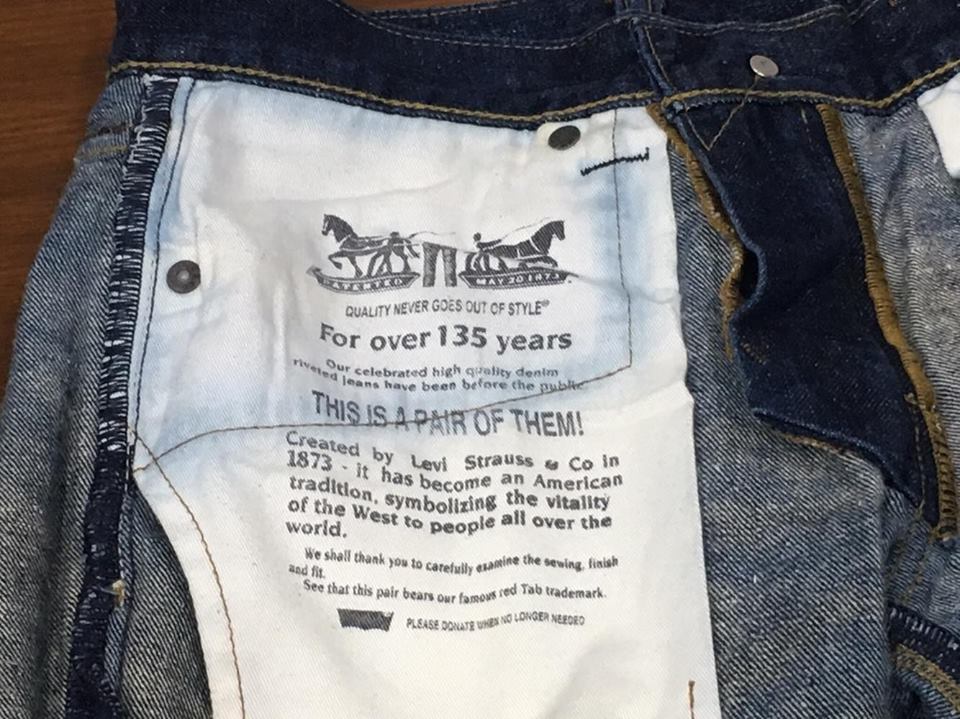 PATENTED MAY 20 1873
QUALITY NEVER GOES OUT OF STYLE®
For over 135 years
Our celebrated high quality denim
riveted jeans have been before the public
THIS IS A PAIR OF THEM!
Created by Levi Strauss & Co in
1873 - it has become an American
tradition, symbolizing the vitality
of the West to people all over the
world.
We shall thank you to carefully examine the sewing, finish
and fit.
See that this pair bears our famous red Tab trademark.
PLEASE DONATE WHEN NO LONGER NEEDED